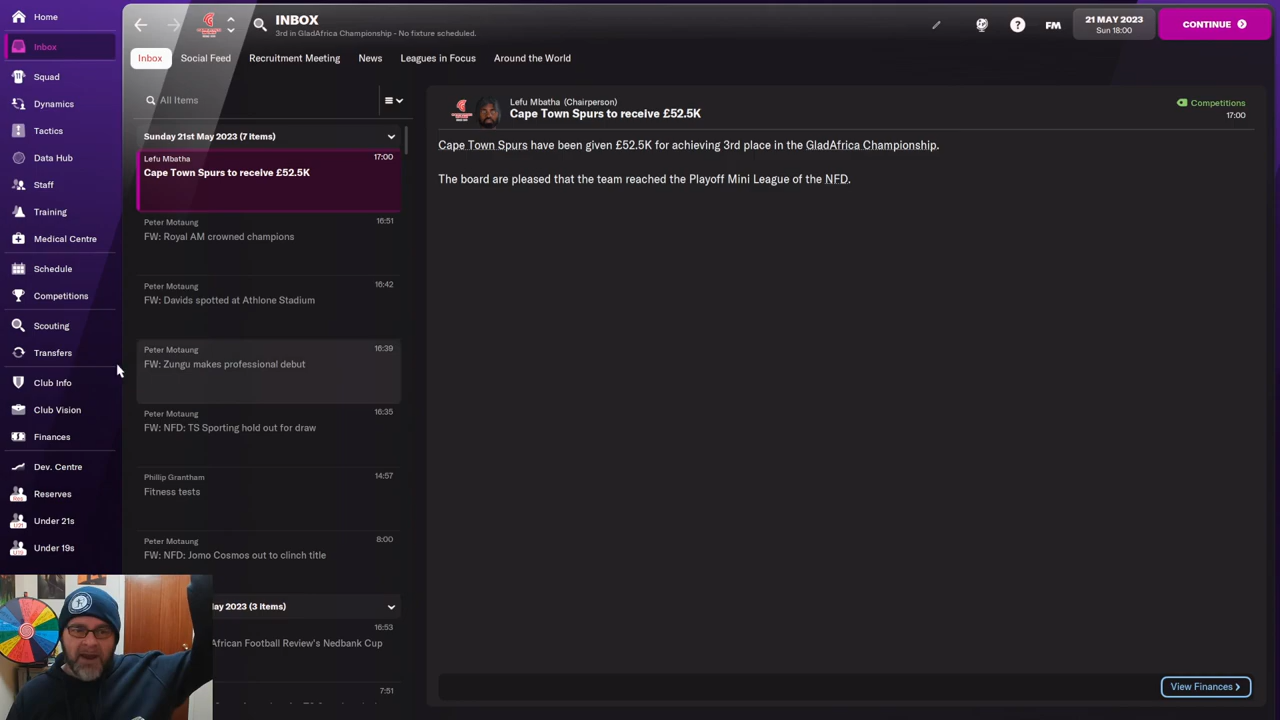 Home
INBOX
3rd in GladAfrica Championship - No fixture scheduled.
FM
21 MAY 2023
Sun 18:00
CONTINUE
Inbox
Squad
Dynamics
Tactics
Data Hub
Staff
Training
Medical Centre
Schedule
Competitions
Scouting
Transfers
Club Info
Club Vision
Finances
Dev. Centre
Reserves
Under 21s
Under 19s
Inbox
Social Feed
Recruitment Meeting
News
Leagues in Focus
Around the World
All Items
Sunday 21st May 2023 (7 items)
Lefu Mbatha
17:00
Cape Town Spurs to receive £52.5K
Peter Motaung
16:51
FW: Royal AM crowned champions
Peter Motaung
16:42
FW: Davids spotted at Athlone Stadium
Peter Motaung
16:39
FW: Zungu makes professional debut
Peter Motaung
16:35
FW: NFD: TS Sporting hold out for draw
Phillip Grantham
14:57
Fitness tests
Peter Motaung
8:00
FW: NFD: Jomo Cosmos out to clinch title
2023 (3 items)
16:53
African Football Review's Nedbank Cup
7:51
Lefu Mbatha (Chairperson)
Cape Town Spurs to receive £52.5K
Competitions
17:00
Cape Town Spurs have been given £52.5K for achieving 3rd place in the GladAfrica Championship.
The board are pleased that the team reached the Playoff Mini League of the NFD.
View Finances